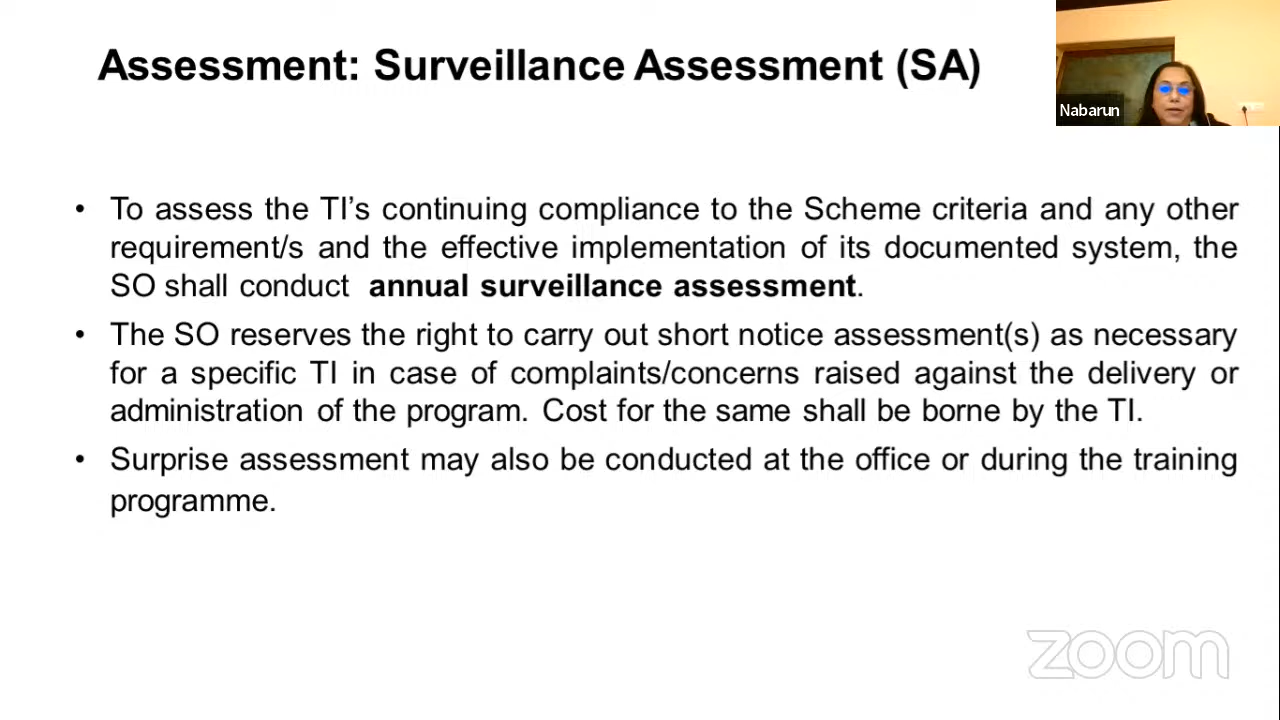 Assessment: Surveillance Assessment (SA)
Nabarun
• To assess the TI’s continuing compliance to the Scheme criteria and any other
requirement/s and the effective implementation of its documented system, the
SO shall conduct annual surveillance assessment.
• The SO reserves the right to carry out short notice assessment(s) as necessary
for a specific TI in case of complaints/concerns raised against the delivery or
administration of the program. Cost for the same shall be borne by the TI.
• Surprise assessment may also be conducted at the office or during the training
programme.
zoom